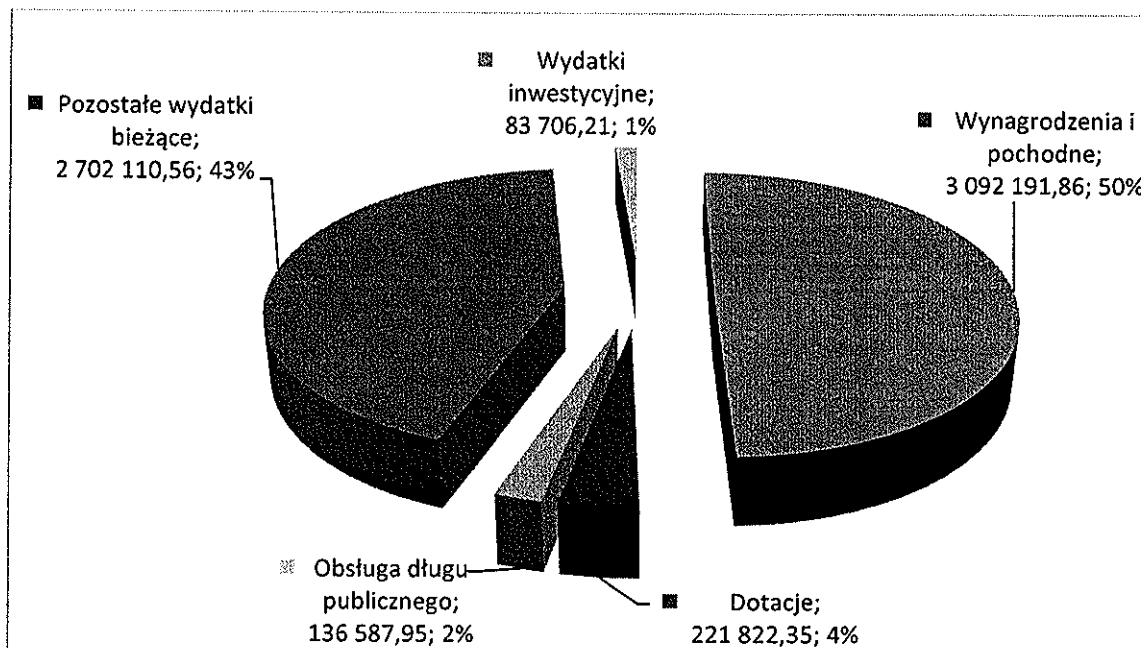 Wydatki
inwestycyjne;
83 706,21; 1%
Pozostałe wydatki
bieżące;
2 702 110,56; 43%
Wynagrodzenia i
pochodne;
3 092 191,86; 50%
Obsługa długu
publicznego;
136 587,95; 2%
Dotacje;
221 822,35; 4%